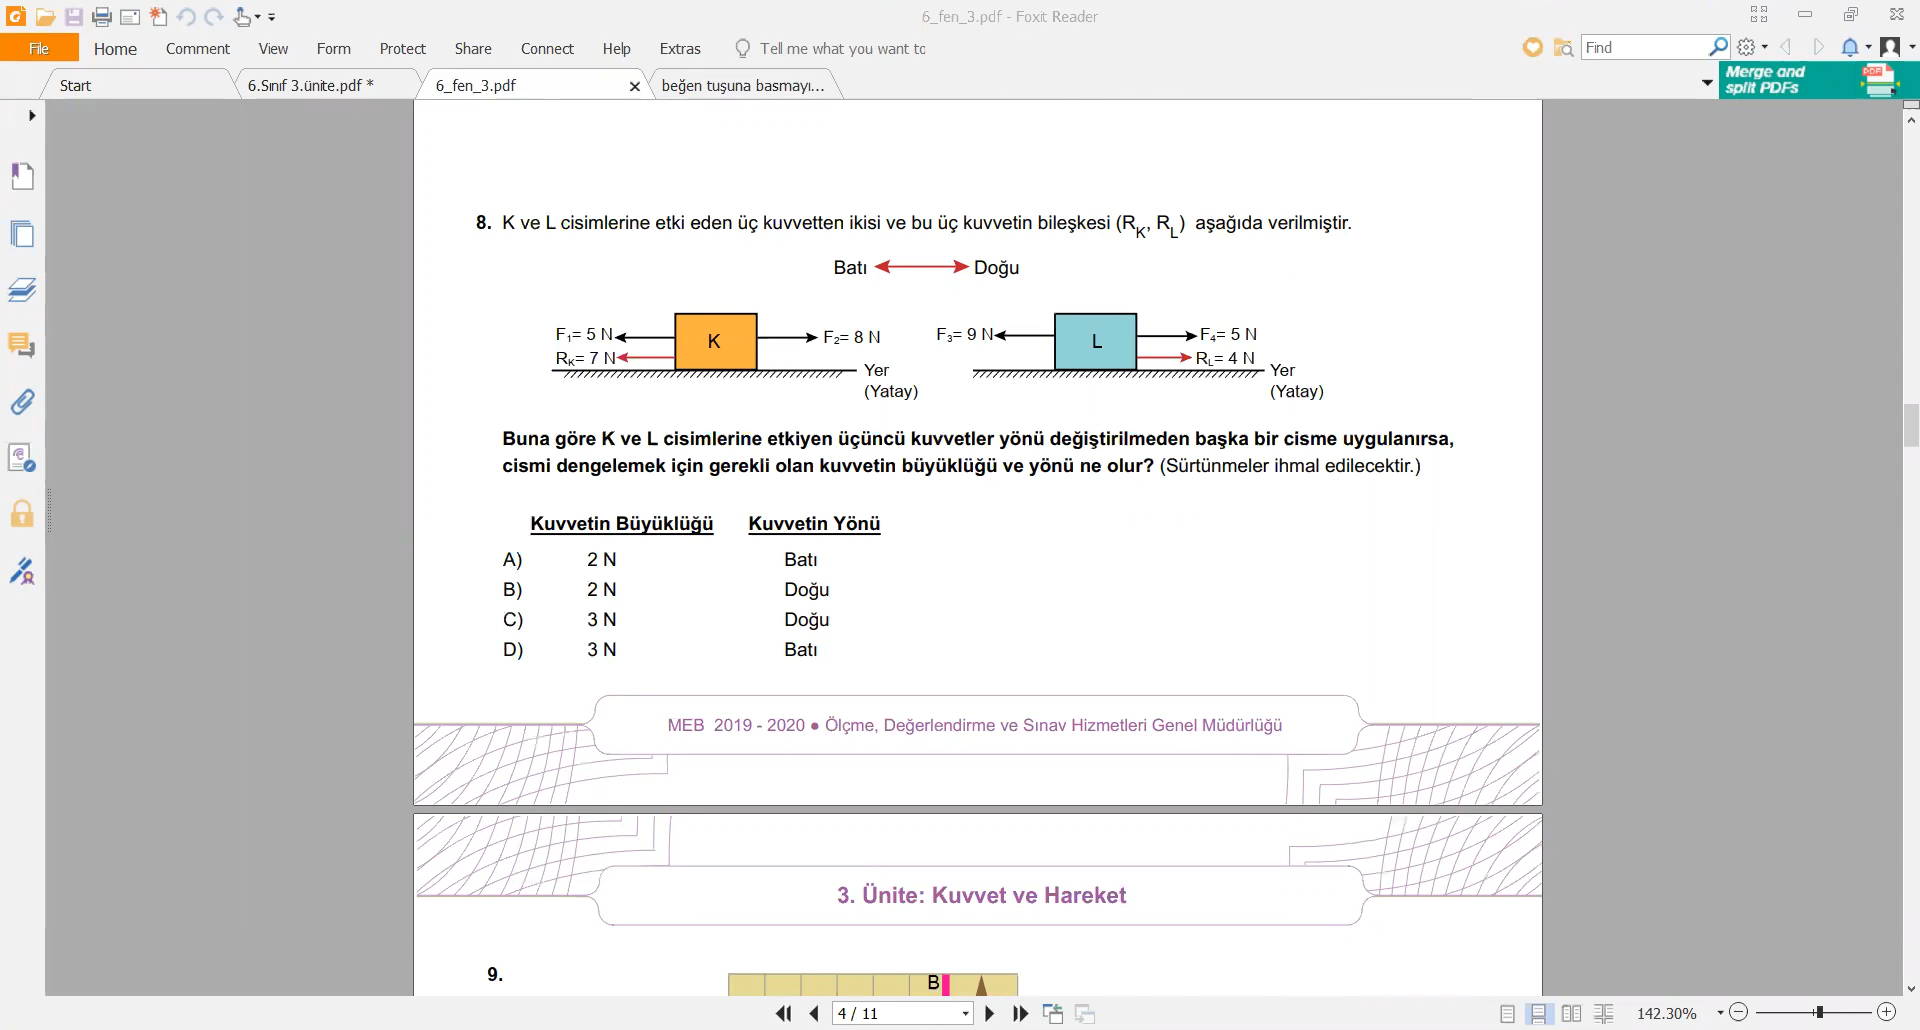 6_fen_3.pdf - Foxit Reader
File Home Comment View Form Protect Share Connect Help Extras Tell me what you want to
Find
Start 6.Sınıf 3.ünite.pdf * 6_fen_3.pdf beğen tuşuna basmayı...
Merge and
split PDFs
PDF
8. K ve L cisimlerine etki eden üç kuvvetten ikisi ve bu üç kuvvetin bileşkesi (RK, RL) aşağıda verilmiştir.
Batı Doğu
F1= 5 N K F2= 8 N F3= 9 N L F4= 5 N
RK= 7 N RL= 4 N
Yer Yer
(Yatay) (Yatay)
Buna göre K ve L cisimlerine etkiyen üçüncü kuvvetler yönü değiştirilmeden başka bir cisme uygulanırsa,
cismi dengelemek için gerekli olan kuvvetin büyüklüğü ve yönü ne olur? (Sürtünmeler ihmal edilecektir.)
Kuvvetin Büyüklüğü Kuvvetin Yönü
A) 2 N Batı
B) 2 N Doğu
C) 3 N Doğu
D) 3 N Batı
MEB 2019 - 2020 ● Ölçme, Değerlendirme ve Sınav Hizmetleri Genel Müdürlüğü
3. Ünite: Kuvvet ve Hareket
9.
B
4 / 11 142.30%